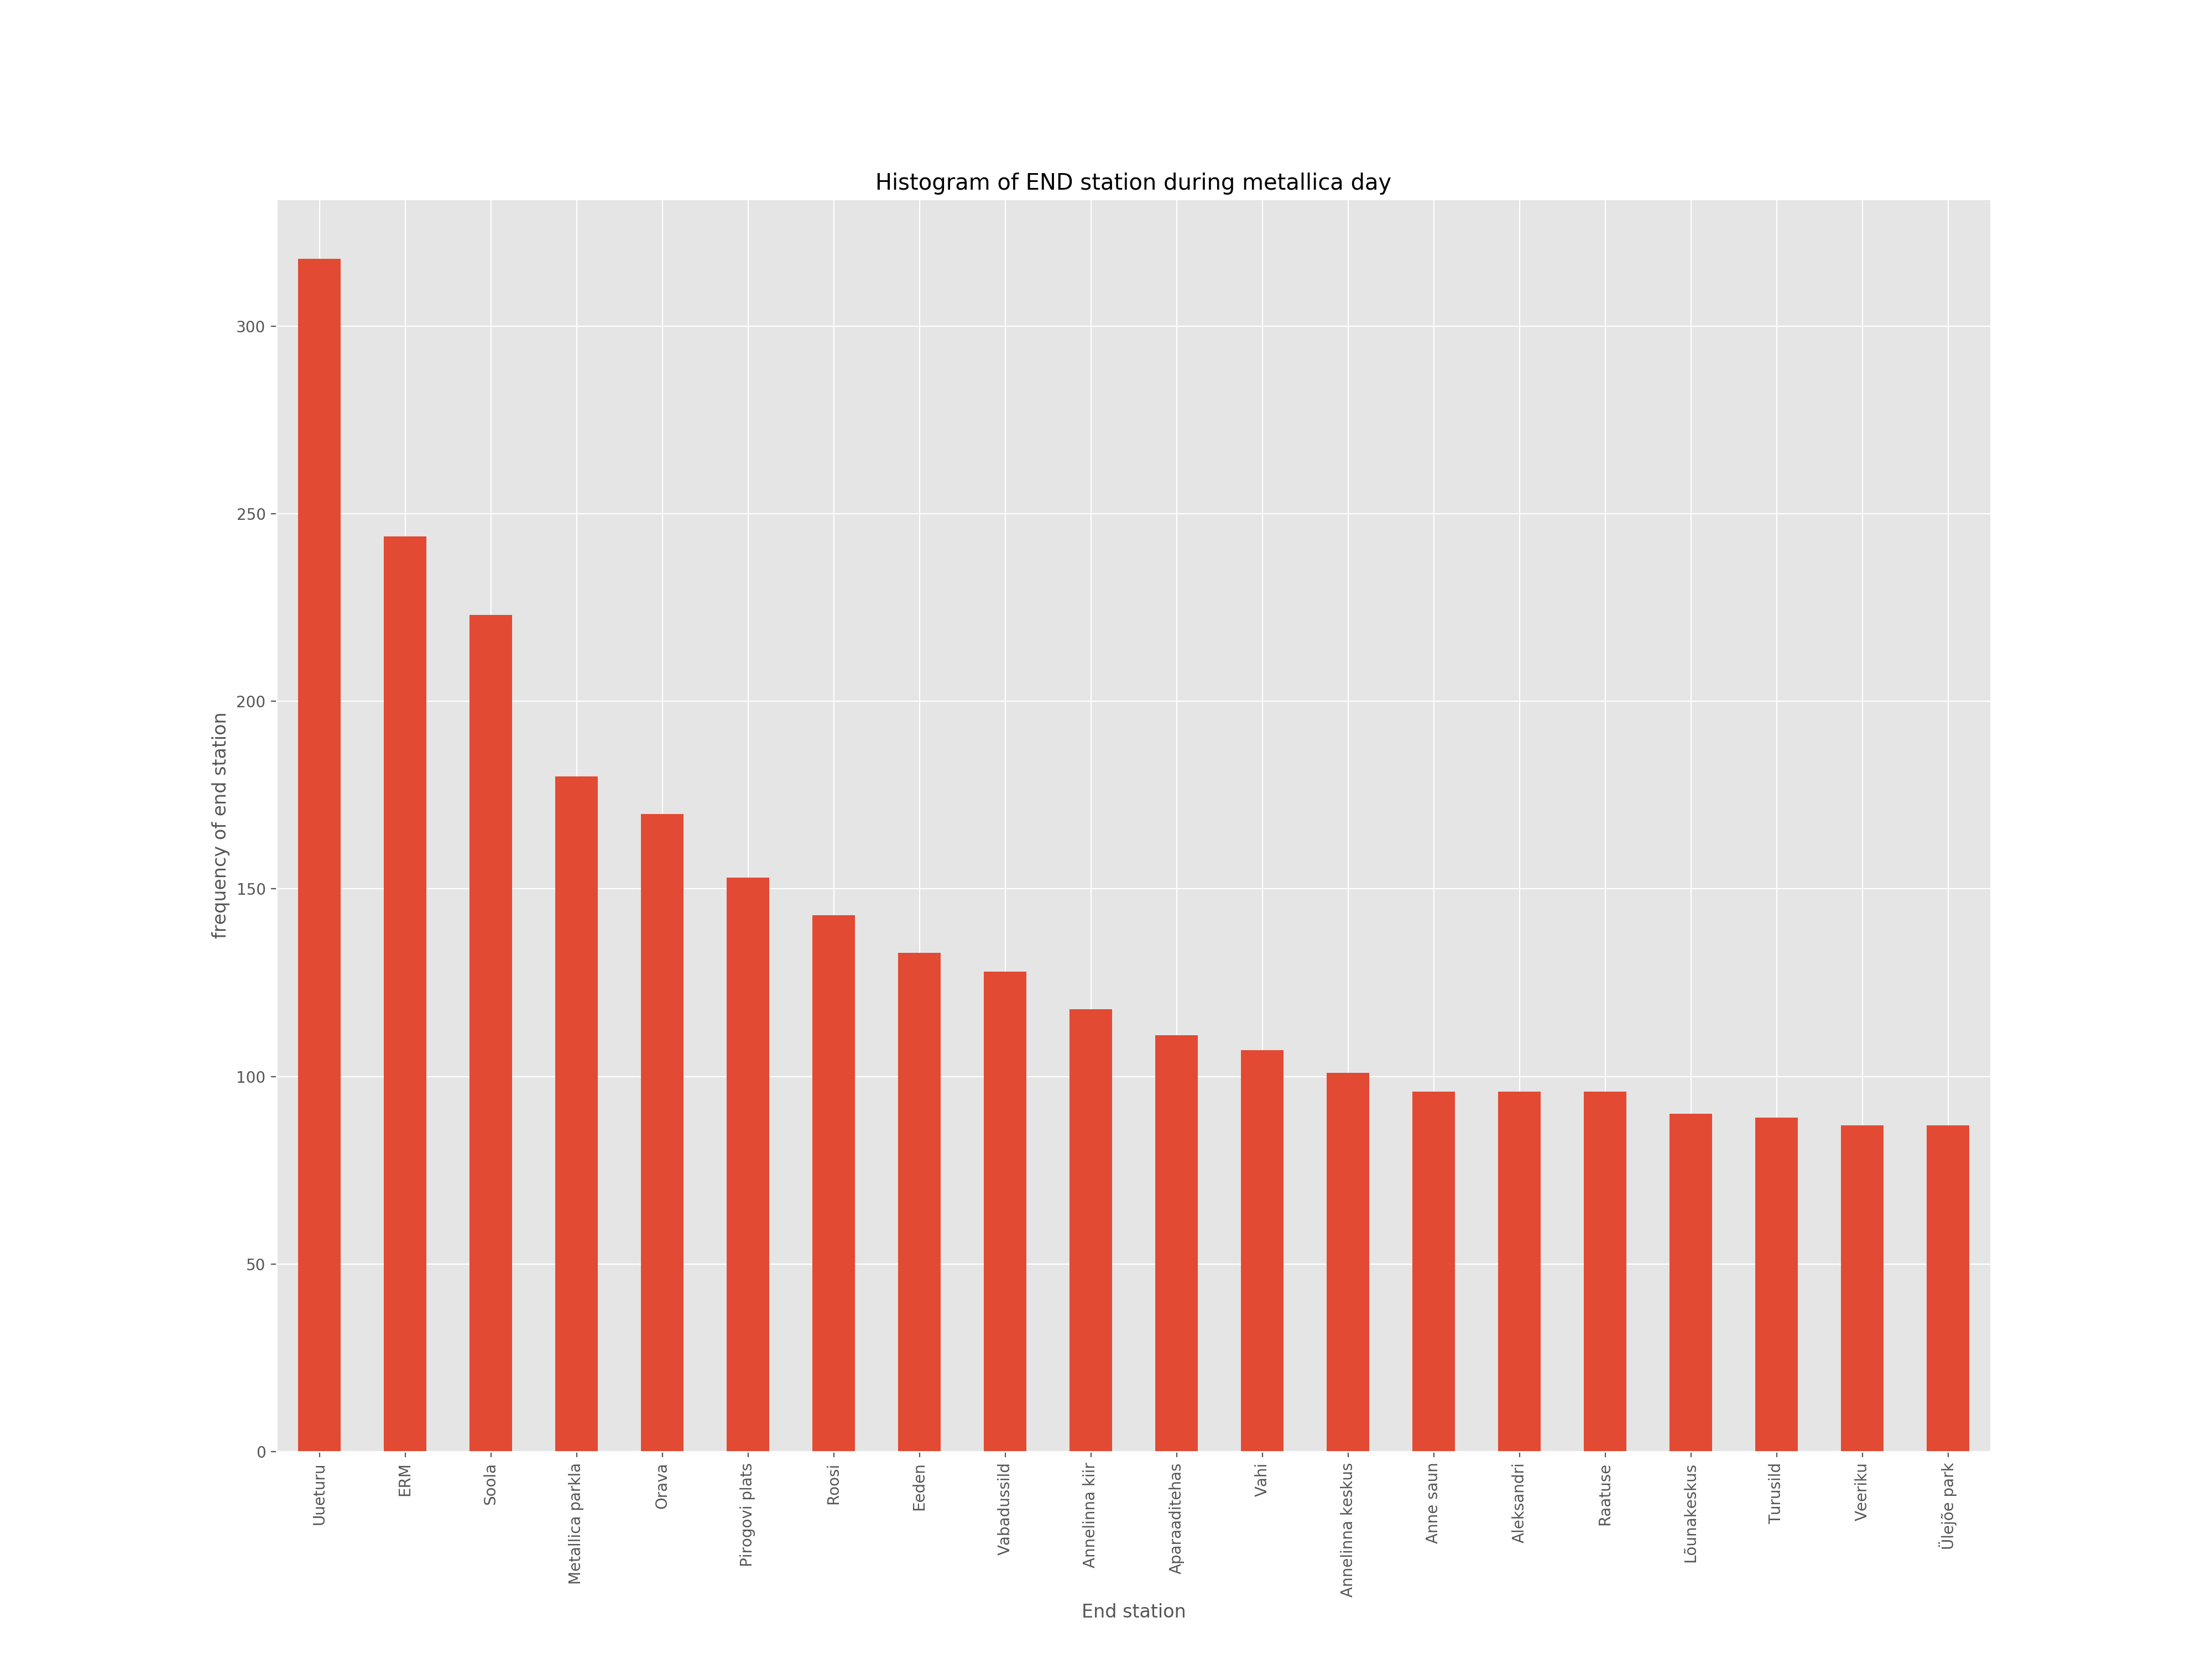 Histogram of END station during metallica day
frequency of end station
300
250
200
150
100
50
0
Uueturu
ERM
Soola
Metallica parkla
Orava
Pirogovi plats
Roosi
Eeden
Vabadussild
Annelinna kiir
Aparaaditehas
Vahi
Annelinna keskus
Anne saun
Aleksandri
Raatuse
Lõunakeskus
Turusild
Veeriku
Ülejõe park
End station